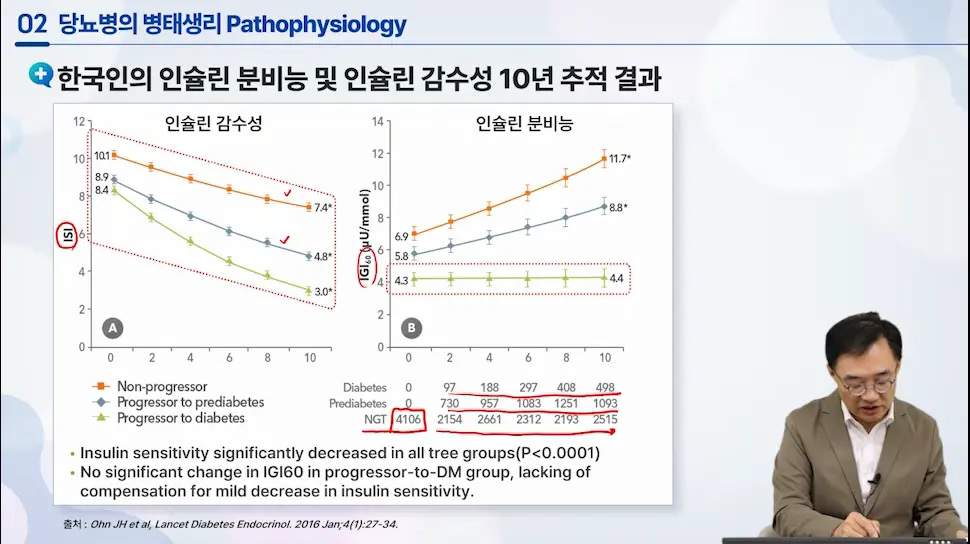 02 당뇨병의 병태생리 Pathophysiology
한국인의 인슐린 분비능 및 인슐린 감수성 10년 추적 결과
인슐린 감수성
12
10
8
6
4
2
0
ISI
10.1
8.9
8.4
7.4*
4.8*
3.0*
A
0 2 4 6 8 10
인슐린 분비능
14
12
10
8
6
4
2
0
IGI60 (μU/mmol)
6.9
5.8
4.3
11.7*
8.8*
4.4
B
0 2 4 6 8 10
Non-progressor
Progressor to prediabetes
Progressor to diabetes
Diabetes 0 97 188 297 408 498
Prediabetes 0 730 957 1083 1251 1093
NGT 4106 2154 2661 2312 2193 2515
• Insulin sensitivity significantly decreased in all tree groups(P<0.0001)
• No significant change in IGI60 in progressor-to-DM group, lacking of
compensation for mild decrease in insulin sensitivity.
출처 : Ohn JH et al, Lancet Diabetes Endocrinol. 2016 Jan;4(1):27-34.